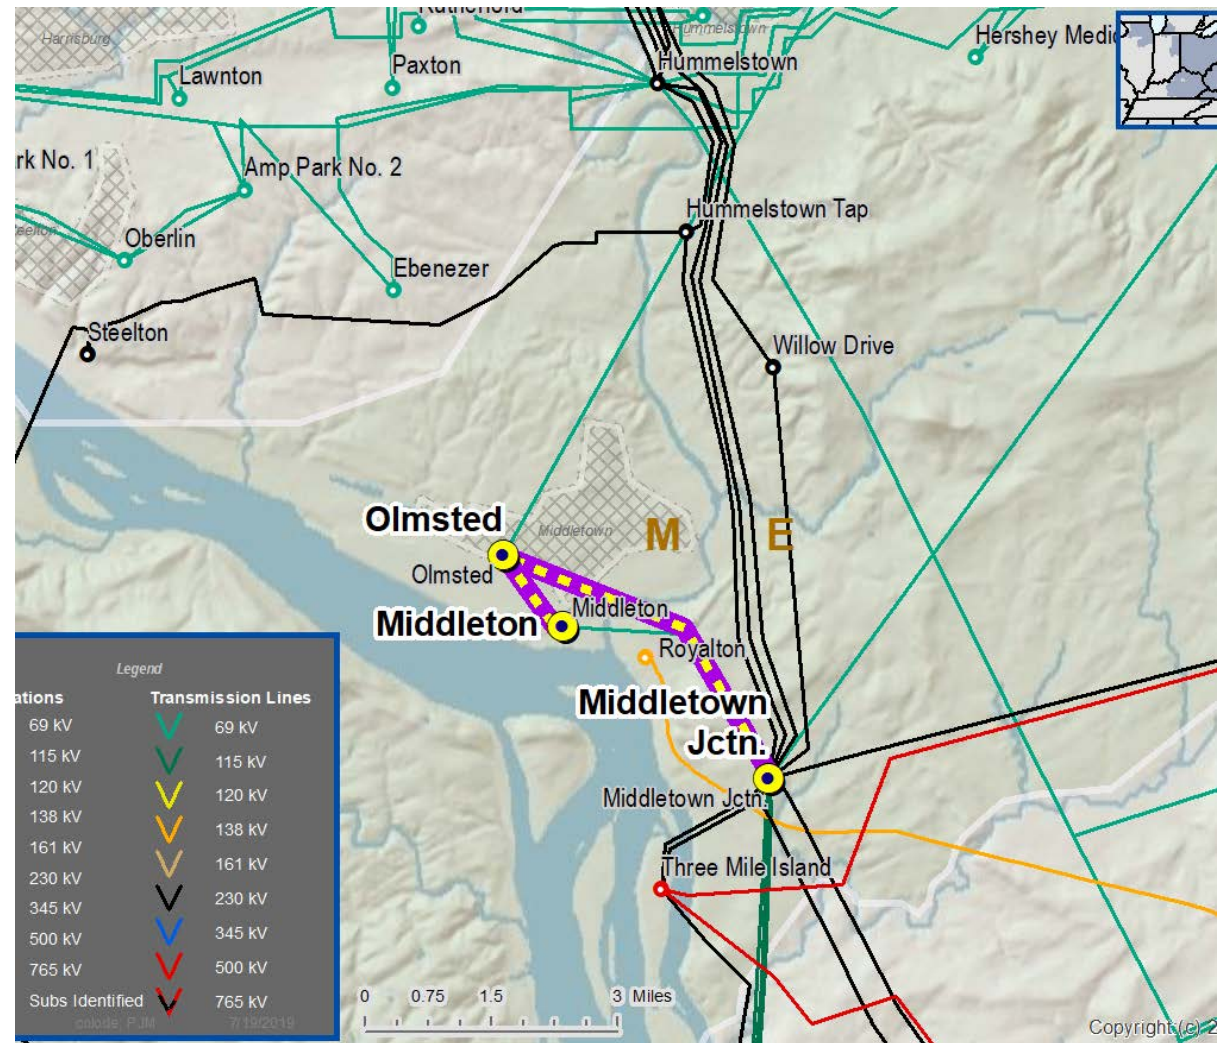 Rutherford
Harrisburg
Hummelstown
Hershey Medic
Lawnton
Paxton
Hummelstown
rk No. 1
Amp Park No. 2
Hummelstown Tap
Oberlin
Ebenezer
Steelton
Willow Drive
Olmsted
Middletown
M E
Olmsted
Middleton
Middleton
Royalton
Middletown
Jctn.
Middletown Jctn.
Three Mile Island
Legend
ations
Transmission Lines
69 kV
69 kV
115 kV
115 kV
120 kV
120 kV
138 kV
138 kV
161 kV
161 kV
230 kV
230 kV
345 kV
345 kV
500 kV
500 kV
765 kV
765 kV
Subs Identified
7/19/2019
0 0.75 1.5 3 Miles
Copyright (c) 2